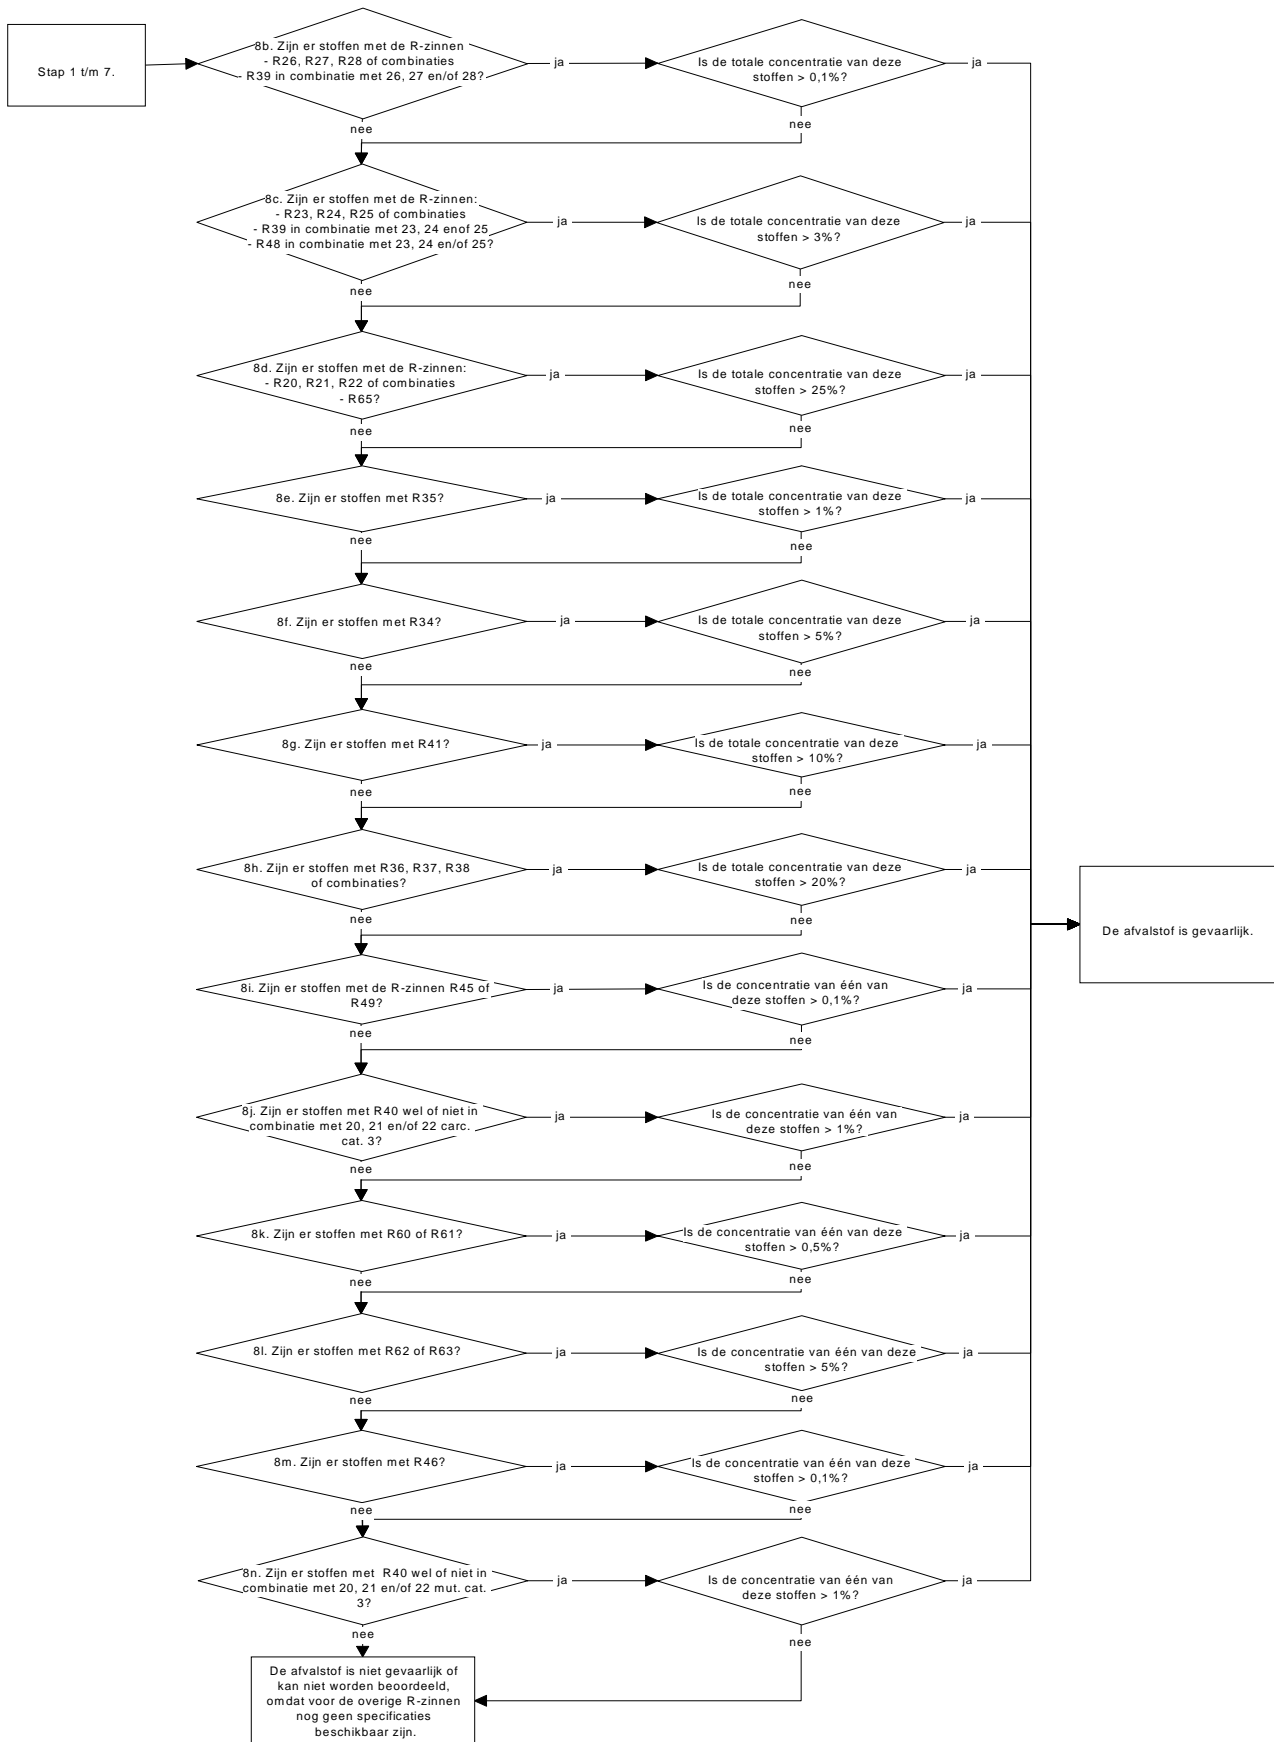 Stap 1 t/m 7.
8b. Zijn er stoffen met de R-zinnen
- R26, R27, R28 of combinaties
- R39 in combinatie met 26, 27 en/of 28?
ja
Is de totale concentratie van deze
stoffen > 0,1%?
ja
nee
nee
8c. Zijn er stoffen met de R-zinnen:
- R23, R24, R25 of combinaties
- R39 in combinatie met 23, 24 enof 25
- R48 in combinatie met 23, 24 en/of 25?
ja
Is de totale concentratie van deze
stoffen > 3%?
ja
nee
nee
8d. Zijn er stoffen met de R-zinnen:
- R20, R21, R22 of combinaties
- R65?
ja
Is de totale concentratie van deze
stoffen > 25%?
ja
nee
nee
8e. Zijn er stoffen met R35?
ja
Is de totale concentratie van deze
stoffen > 1%?
ja
nee
nee
8f. Zijn er stoffen met R34?
ja
Is de totale concentratie van deze
stoffen > 5%?
ja
nee
nee
8g. Zijn er stoffen met R41?
ja
Is de totale concentratie van deze
stoffen > 10%?
ja
nee
nee
8h. Zijn er stoffen met R36, R37, R38
of combinaties?
ja
Is de totale concentratie van deze
stoffen > 20%?
ja
nee
nee
De afvalstof is gevaarlijk.
8i. Zijn er stoffen met de R-zinnen R45 of
R49?
ja
Is de concentratie van één van
deze stoffen > 0,1%?
ja
nee
nee
8j. Zijn er stoffen met R40 wel of niet in
combinatie met 20, 21 en/of 22 carc.
cat. 3?
ja
Is de concentratie van één van
deze stoffen > 1%?
ja
nee
nee
8k. Zijn er stoffen met R60 of R61?
ja
Is de concentratie van één van deze
stoffen > 0,5%?
ja
nee
nee
8l. Zijn er stoffen met R62 of R63?
ja
Is de concentratie van één van deze
stoffen > 5%?
ja
nee
nee
8m. Zijn er stoffen met R46?
ja
Is de concentratie van één van deze
stoffen > 0,1%?
ja
nee
nee
8n. Zijn er stoffen met R40 wel of niet in
combinatie met 20, 21 en/of 22 mut. cat.
3?
ja
Is de concentratie van één van
deze stoffen > 1%?
ja
nee
nee
De afvalstof is niet gevaarlijk of
kan niet worden beoordeeld,
omdat voor de overige R-zinnen
nog geen specificaties
beschikbaar zijn.